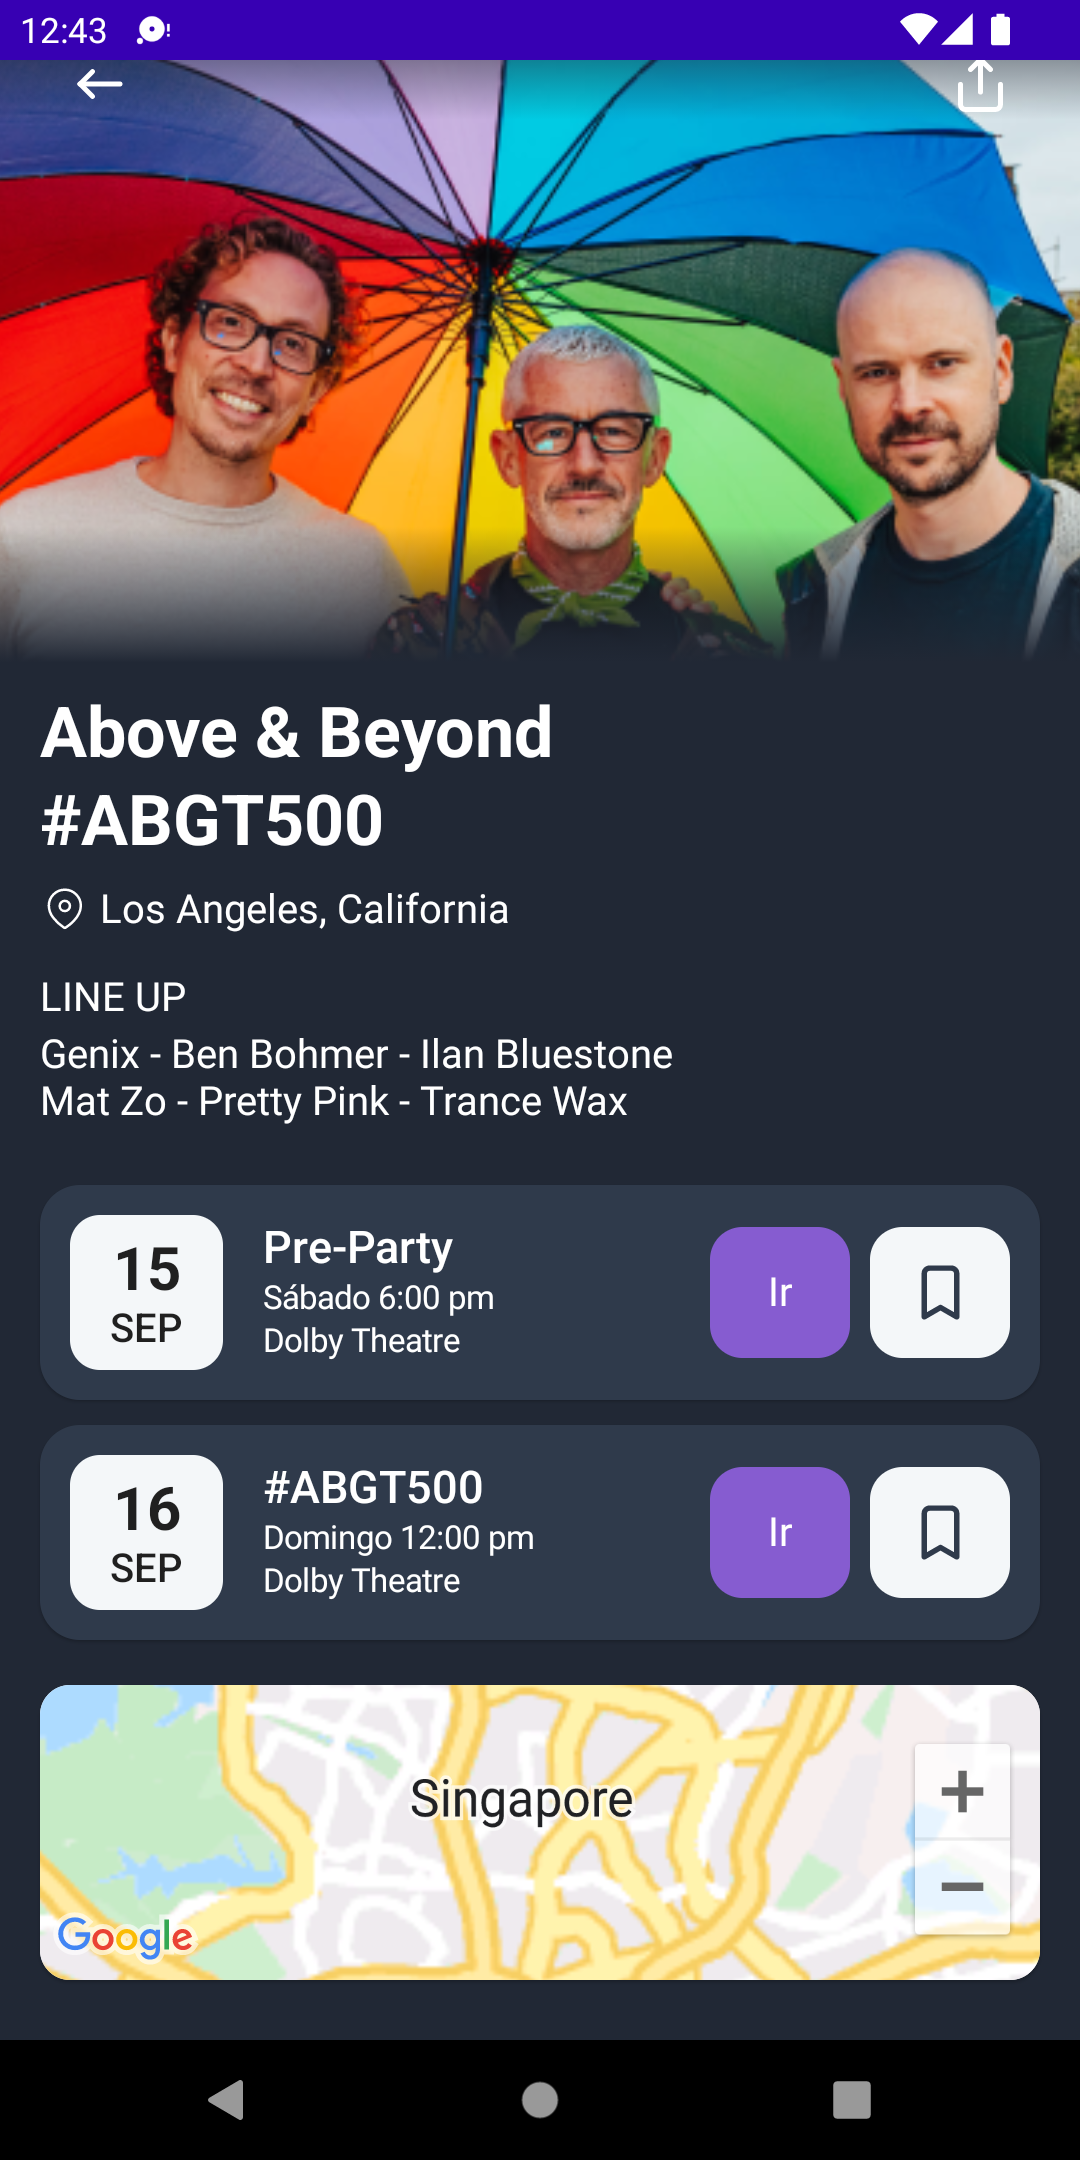 12:43
Above & Beyond
#ABGT500
Los Angeles, California
LINE UP
Genix - Ben Bohmer - Ilan Bluestone
Mat Zo - Pretty Pink - Trance Wax
15
SEP
Pre-Party
Sábado 6:00 pm
Dolby Theatre
Ir
16
SEP
#ABGT500
Domingo 12:00 pm
Dolby Theatre
Ir
Singapore
Google